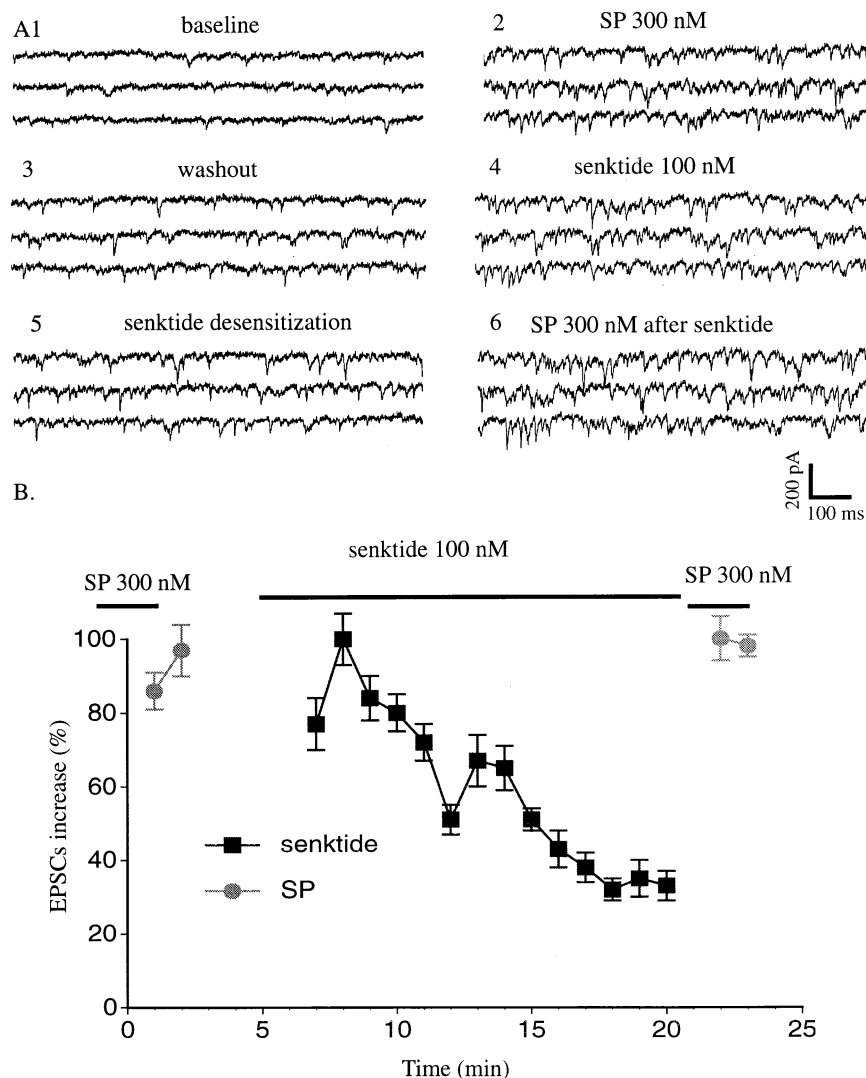 A1 baseline
2 SP 300 nM
3 washout
4 senktide 100 nM
5 senktide desensitization
6 SP 300 nM after senktide
200 pA
100 ms
B.
senktide 100 nM
SP 300 nM
SP 300 nM
EPSCs increase (%)
100
80
60
40
20
0
senktide
SP
0 5 10 15 20 25
Time (min)